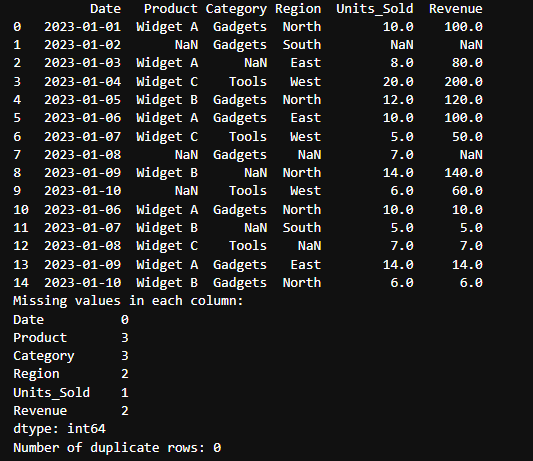 Date Product Category Region Units_Sold Revenue
0 2023-01-01 Widget A Gadgets North 10.0 100.0
1 2023-01-02 NaN Gadgets South NaN NaN
2 2023-01-03 Widget A NaN East 8.0 80.0
3 2023-01-04 Widget C Tools West 20.0 200.0
4 2023-01-05 Widget B Gadgets North 12.0 120.0
5 2023-01-06 Widget A Gadgets East 10.0 100.0
6 2023-01-07 Widget C Tools West 5.0 50.0
7 2023-01-08 NaN Gadgets NaN 7.0 NaN
8 2023-01-09 Widget B NaN North 14.0 140.0
9 2023-01-10 NaN Tools West 6.0 60.0
10 2023-01-06 Widget A Gadgets North 10.0 10.0
11 2023-01-07 Widget B NaN South 5.0 5.0
12 2023-01-08 Widget C Tools NaN 7.0 7.0
13 2023-01-09 Widget A Gadgets East 14.0 14.0
14 2023-01-10 Widget B Gadgets North 6.0 6.0
Missing values in each column:
Date 0
Product 3
Category 3
Region 2
Units_Sold 1
Revenue 2
dtype: int64
Number of duplicate rows: 0